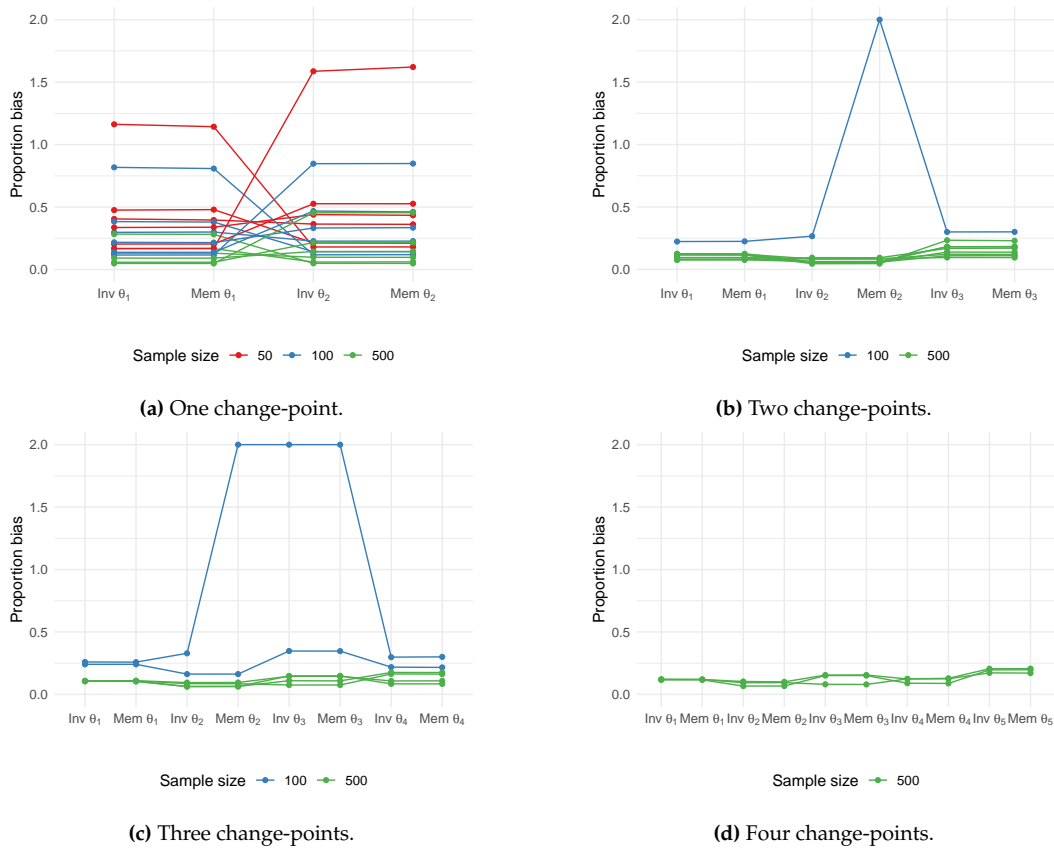 2.0
1.5
Proportion bias
1.0
0.5
0.0
Inv θ1 Mem θ1 Inv θ2 Mem θ2
Sample size 50 100 500
(a) One change-point.
2.0
1.5
Proportion bias
1.0
0.5
0.0
Inv θ1 Mem θ1 Inv θ2 Mem θ2 Inv θ3 Mem θ3
Sample size 100 500
(b) Two change-points.
2.0
1.5
Proportion bias
1.0
0.5
0.0
Inv θ1 Mem θ1 Inv θ2 Mem θ2 Inv θ3 Mem θ3 Inv θ4 Mem θ4
Sample size 100 500
(c) Three change-points.
2.0
1.5
Proportion bias
1.0
0.5
0.0
Inv θ1 Mem θ1 Inv θ2 Mem θ2 Inv θ3 Mem θ3 Inv θ4 Mem θ4 Inv θ5 Mem θ5
Sample size 500
(d) Four change-points.